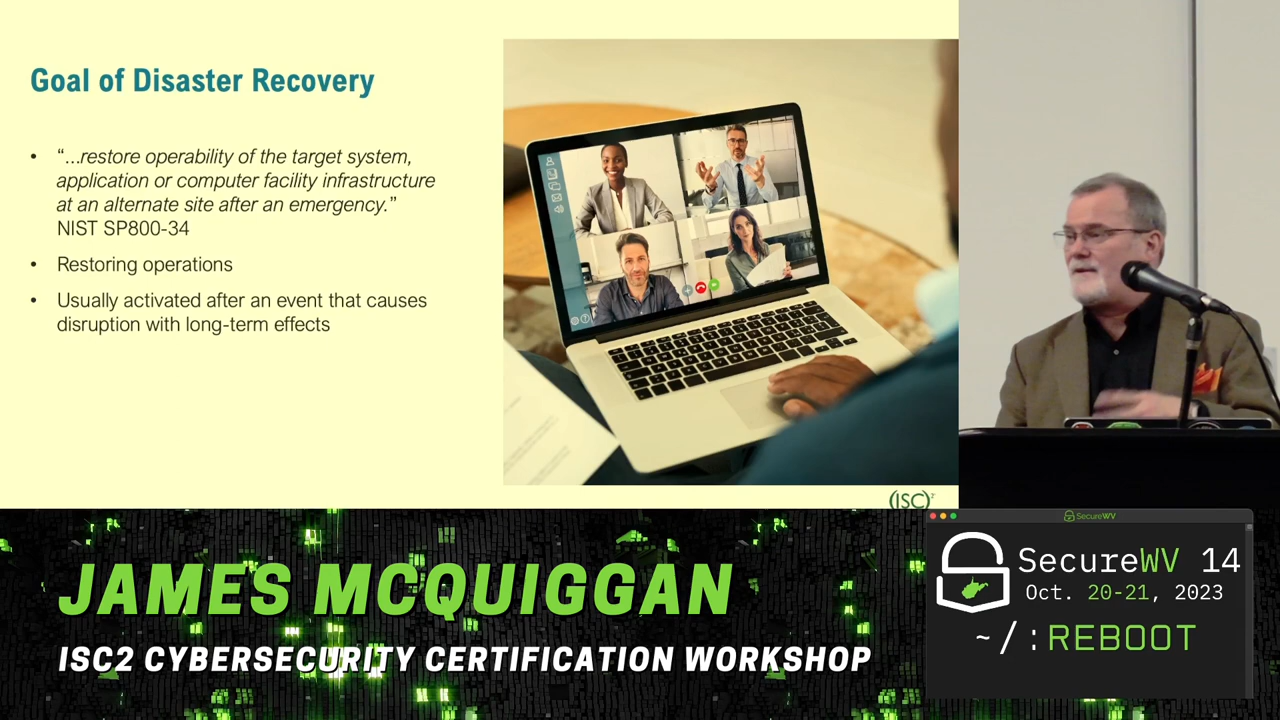 Goal of Disaster Recovery
• “...restore operability of the target system,
application or computer facility infrastructure
at an alternate site after an emergency.”
NIST SP800-34
• Restoring operations
• Usually activated after an event that causes
disruption with long-term effects
(ISC)²
JAMES MCQUIGGAN
ISC2 CYBERSECURITY CERTIFICATION WORKSHOP
SecureWV
SecureWV 14
Oct. 20-21, 2023
~/:REBOOT